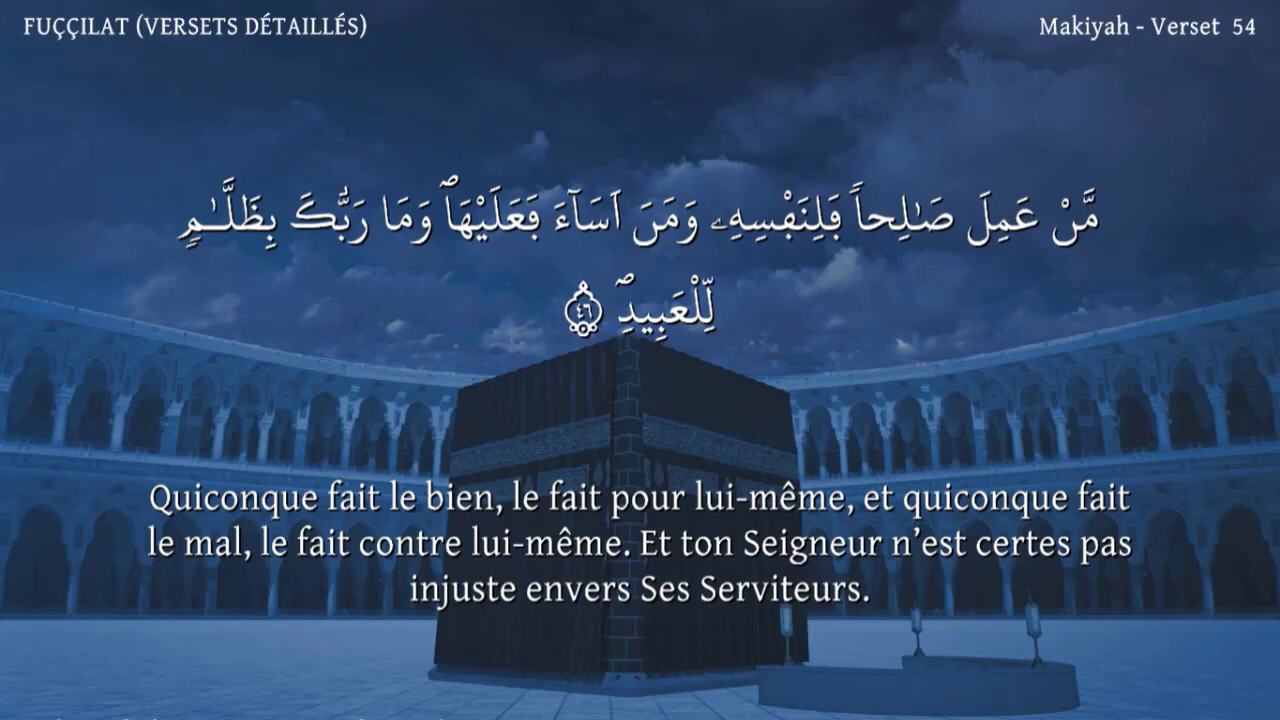 FUÇÇILAT (VERSETS DÉTAILLÉS)
Makiyah - Verset 54
مَّنْ عَمِلَ صَـٰلِحاً فَلِنَفْسِهِۦ وَمَنَ اَسَآءَ فَعَلَيْهَاۖ وَمَا رَبُّكَ بِظَلَّـٰمٖ
لِّلْعَبِيدِۖ ٤٦
Quiconque fait le bien, le fait pour lui-même, et quiconque fait
le mal, le fait contre lui-même. Et ton Seigneur n’est certes pas
injuste envers Ses Serviteurs.